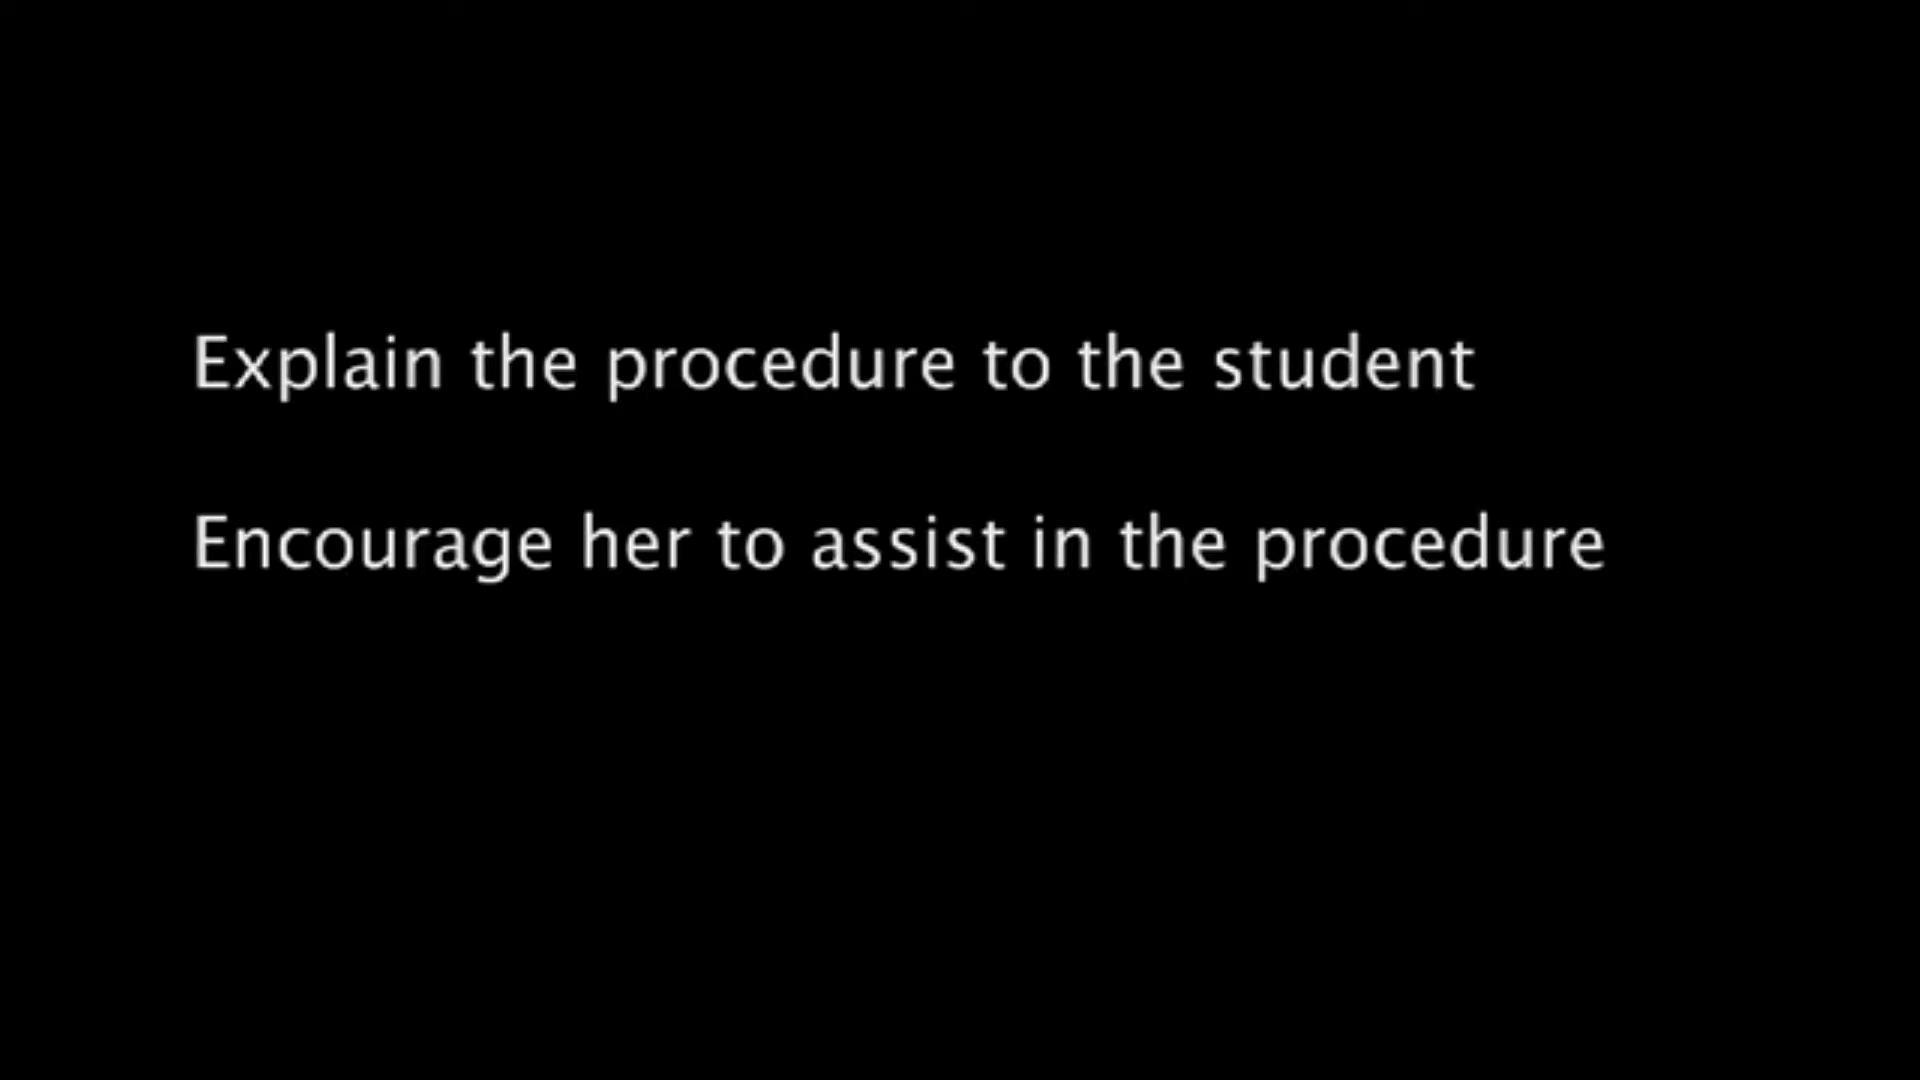 Explain the procedure to the student
Encourage her to assist in the procedure